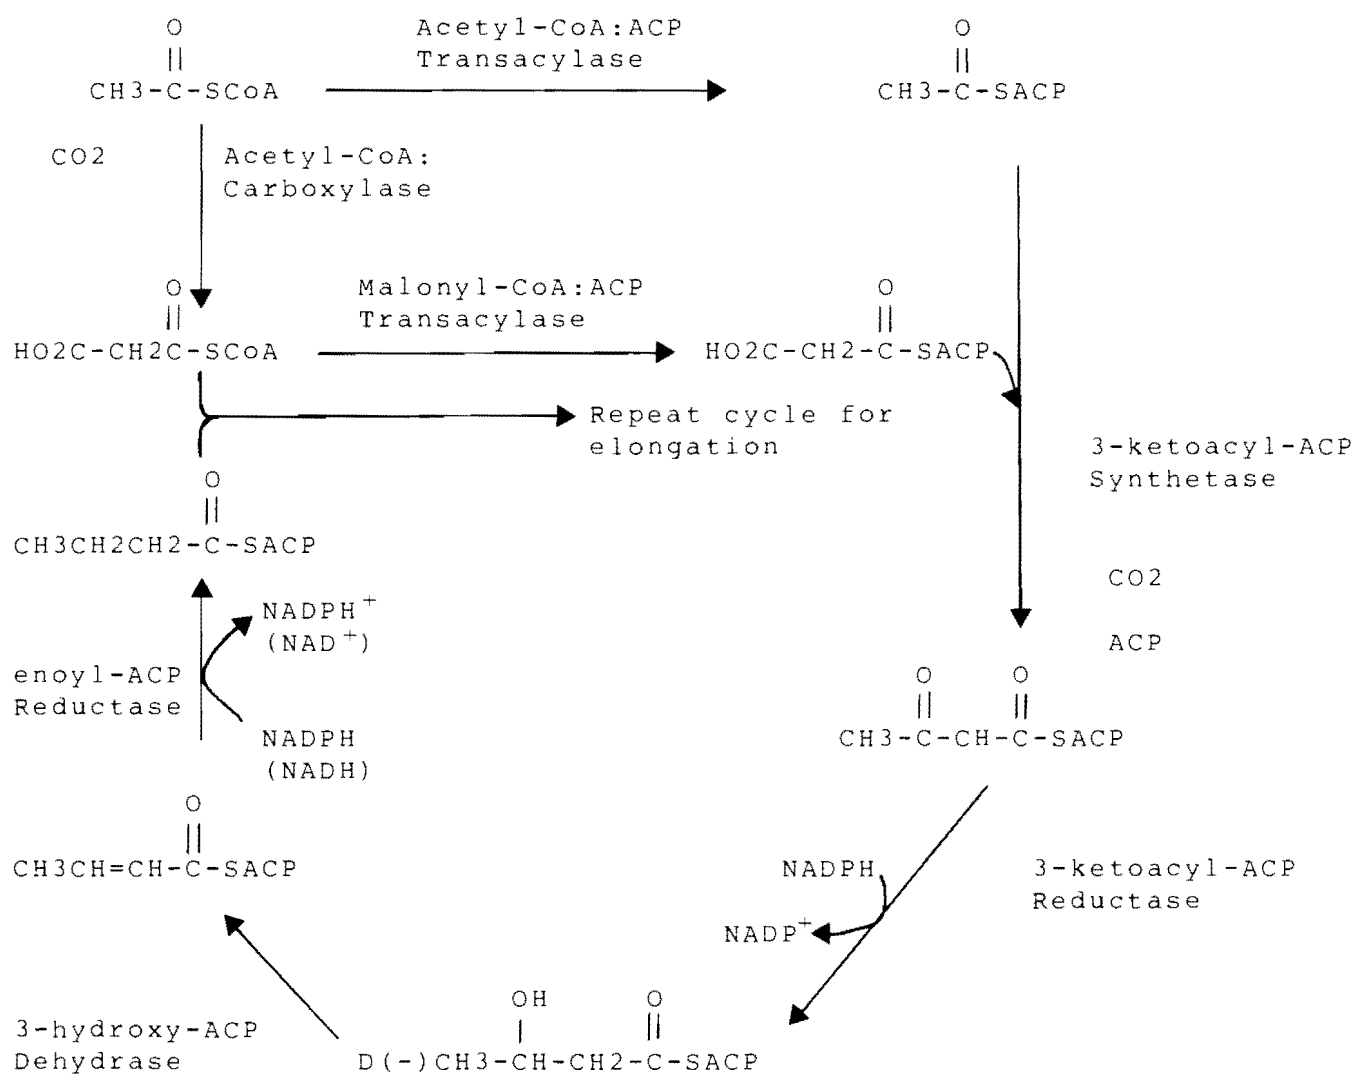 O
||
CH3-C-SCoA
Acetyl-CoA:ACP
Transacylase
O
||
CH3-C-SACP
CO2
Acetyl-CoA:
Carboxylase
O
||
HO2C-CH2C-SCoA
Malonyl-CoA:ACP
Transacylase
O
||
HO2C-CH2-C-SACP
Repeat cycle for
elongation
3-ketoacyl-ACP
Synthetase
O
||
CH3CH2CH2-C-SACP
CO2
ACP
NADPH+
(NAD+)
enoyl-ACP
Reductase
NADPH
(NADH)
O O
|| ||
CH3-C-CH-C-SACP
O
||
CH3CH=CH-C-SACP
NADPH
NADP+
3-ketoacyl-ACP
Reductase
3-hydroxy-ACP
Dehydrase
OH O
| ||
D(-)CH3-CH-CH2-C-SACP